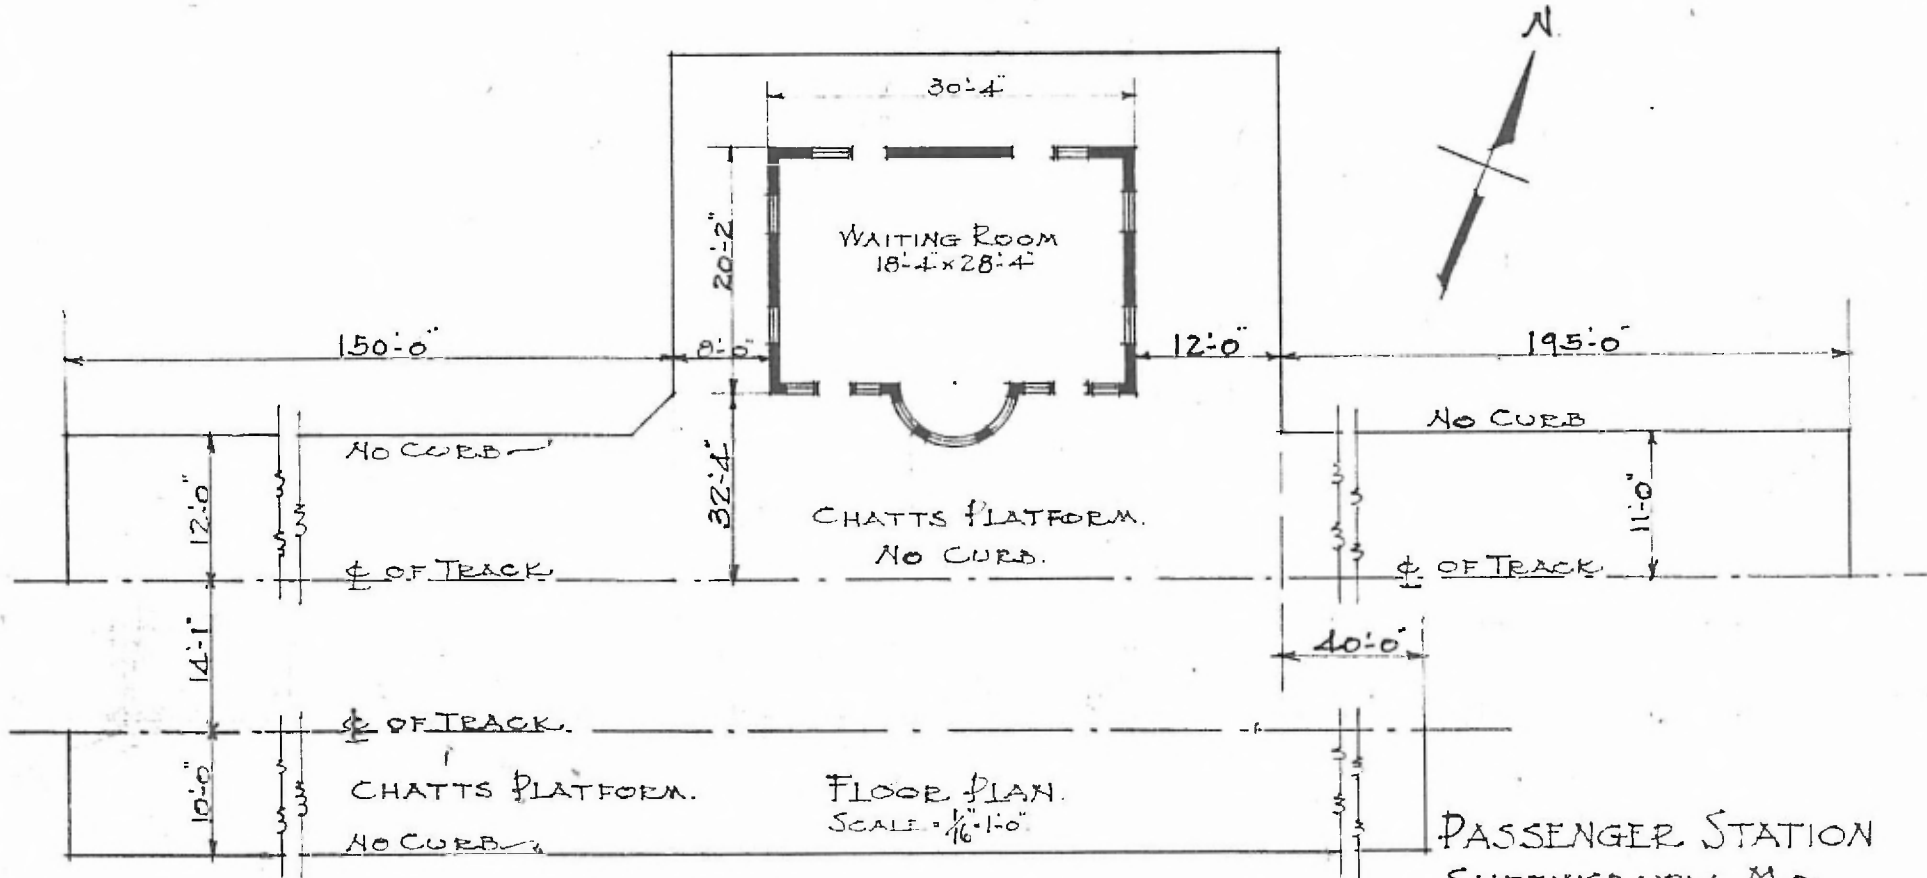 N.
30'-4"
20'-2"
WAITING ROOM
18'-4" x 28'-4"
150'-0"
8'-0"
12'-0"
195'-0"
NO CURB
NO CURB
12'-0"
32'-4"
CHATTS PLATFORM.
NO CURB.
11'-0"
℄ OF TRACK
℄ OF TRACK
14'-1"
40'-0"
℄ OF TRACK.
10'-0"
CHATTS PLATFORM.
FLOOR PLAN.
SCALE = 1/16" = 1'-0"
NO CURB
PASSENGER STATION